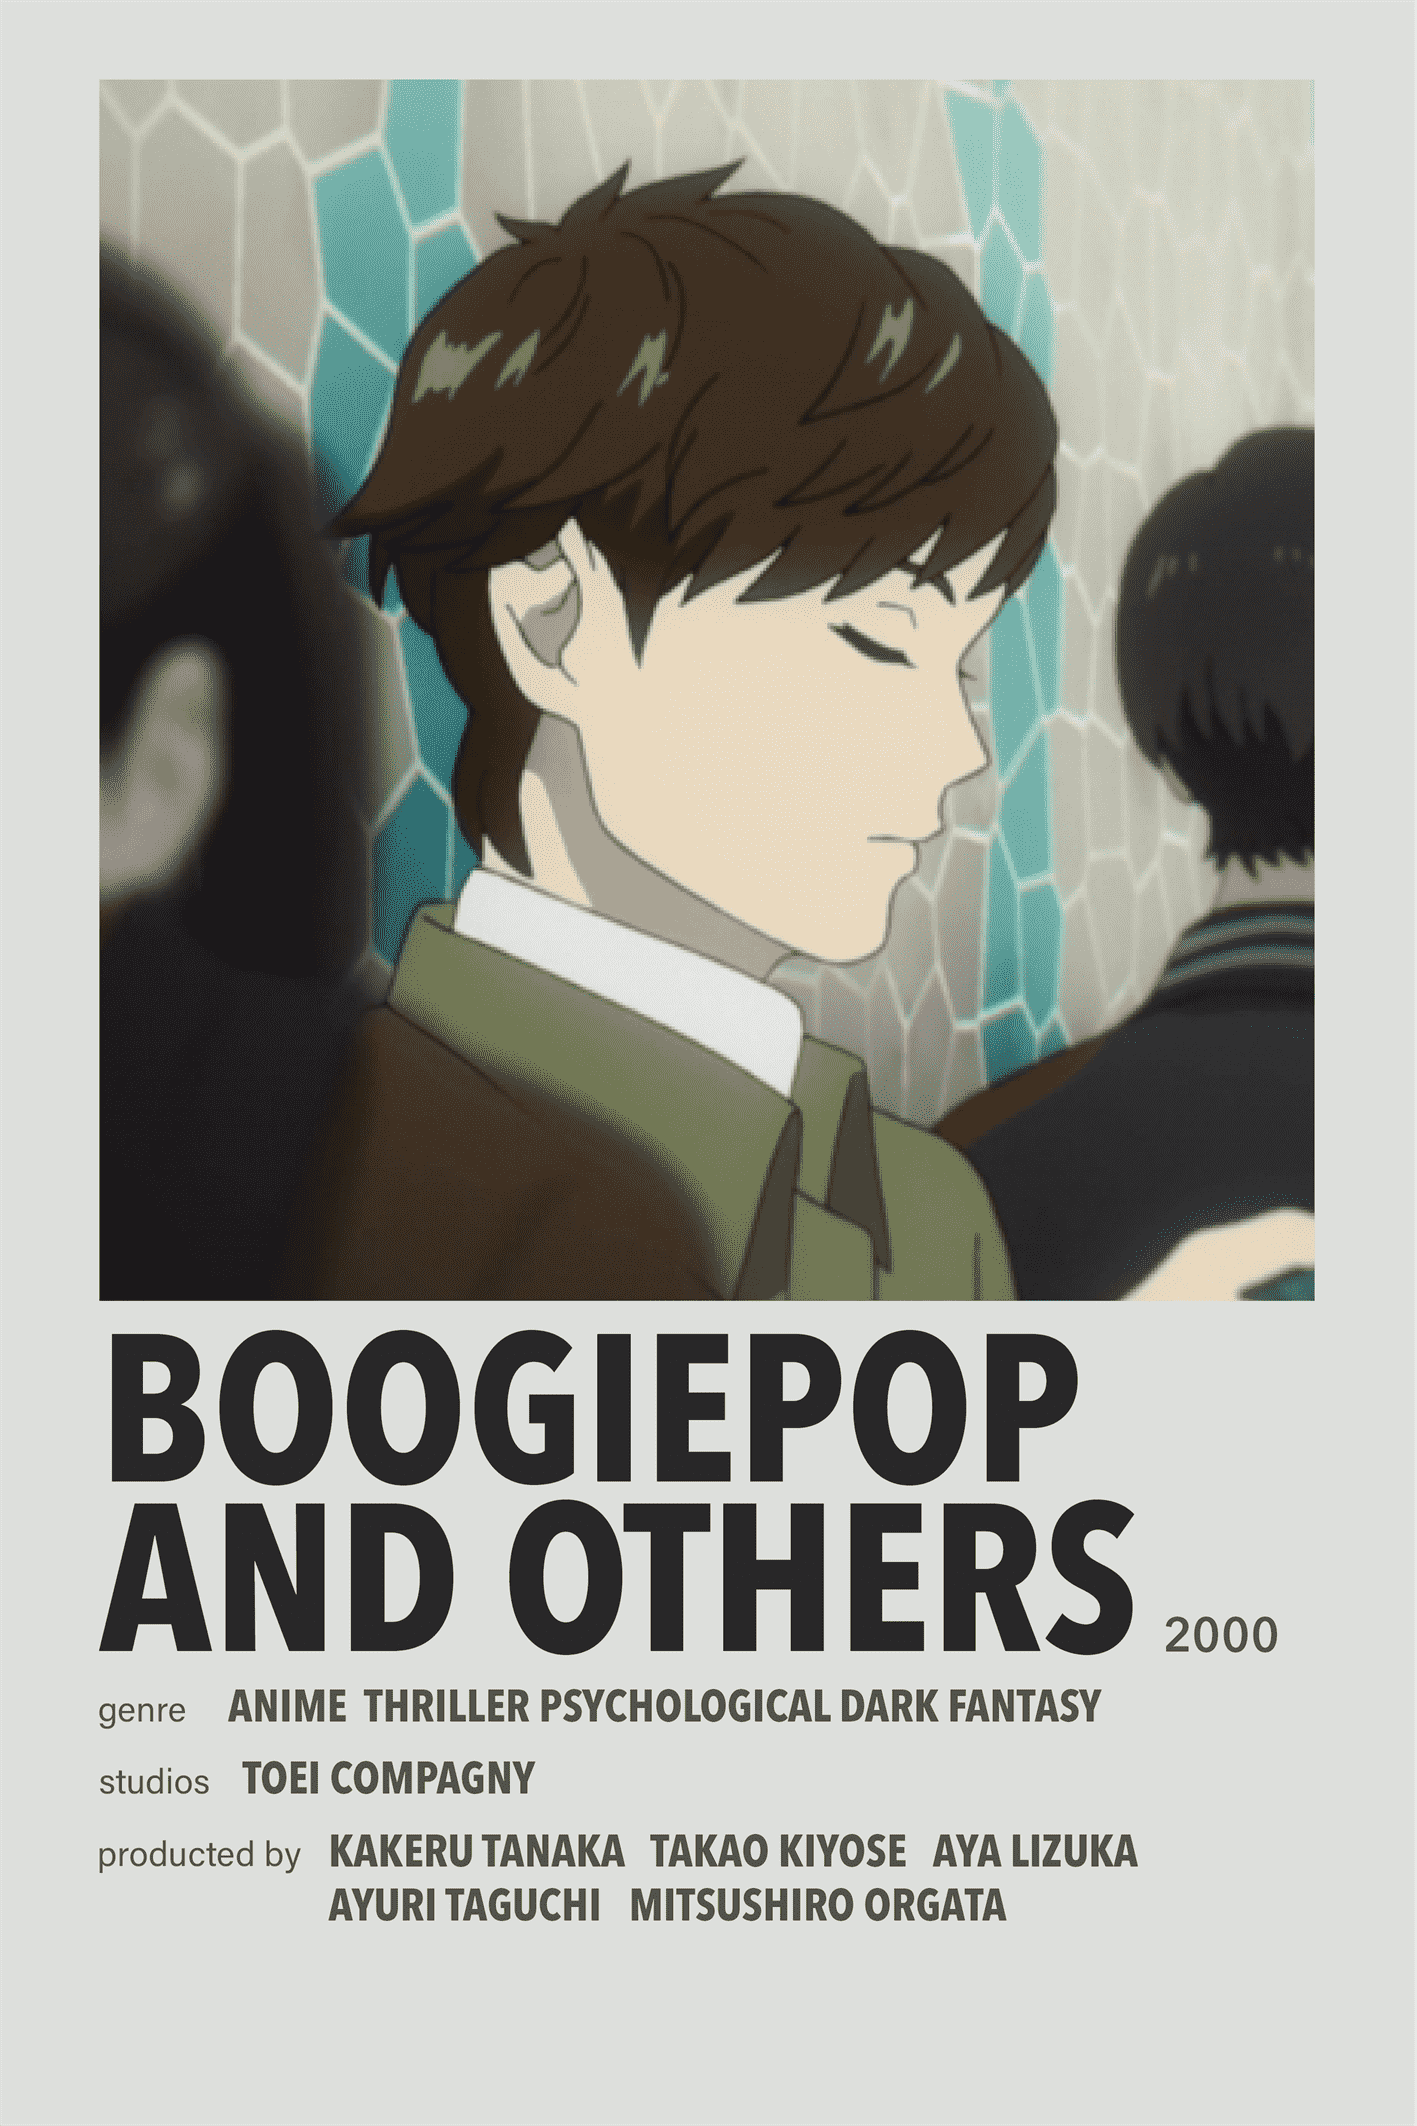 BOOGIEPOP
AND OTHERS 2000
genre ANIME THRILLER PSYCHOLOGICAL DARK FANTASY
studios TOEI COMPAGNY
producted by KAKERU TANAKA TAKAO KIYOSE AYA LIZUKA
AYURI TAGUCHI MITSUSHIRO ORGATA